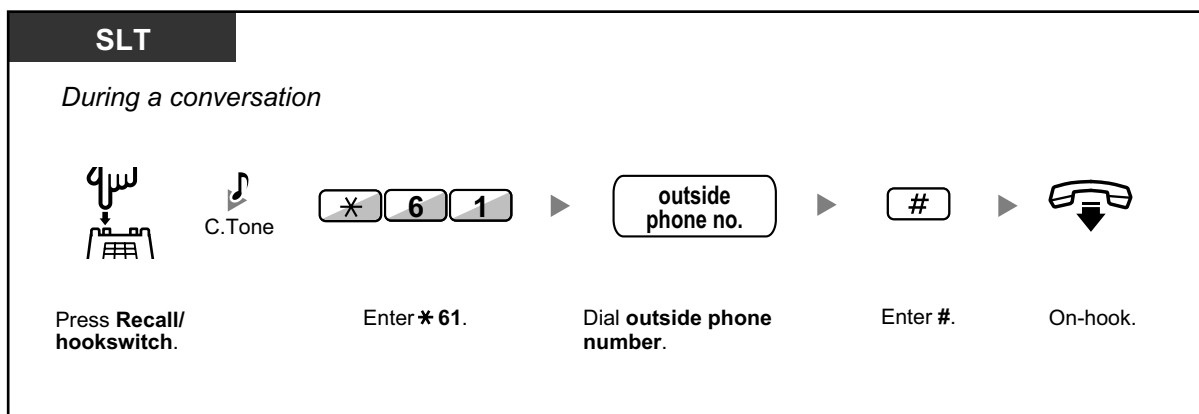 SLT
During a conversation
C.Tone
* 6 1
outside
phone no.
#
Press Recall/
hookswitch.
Enter * 61.
Dial outside phone
number.
Enter #.
On-hook.